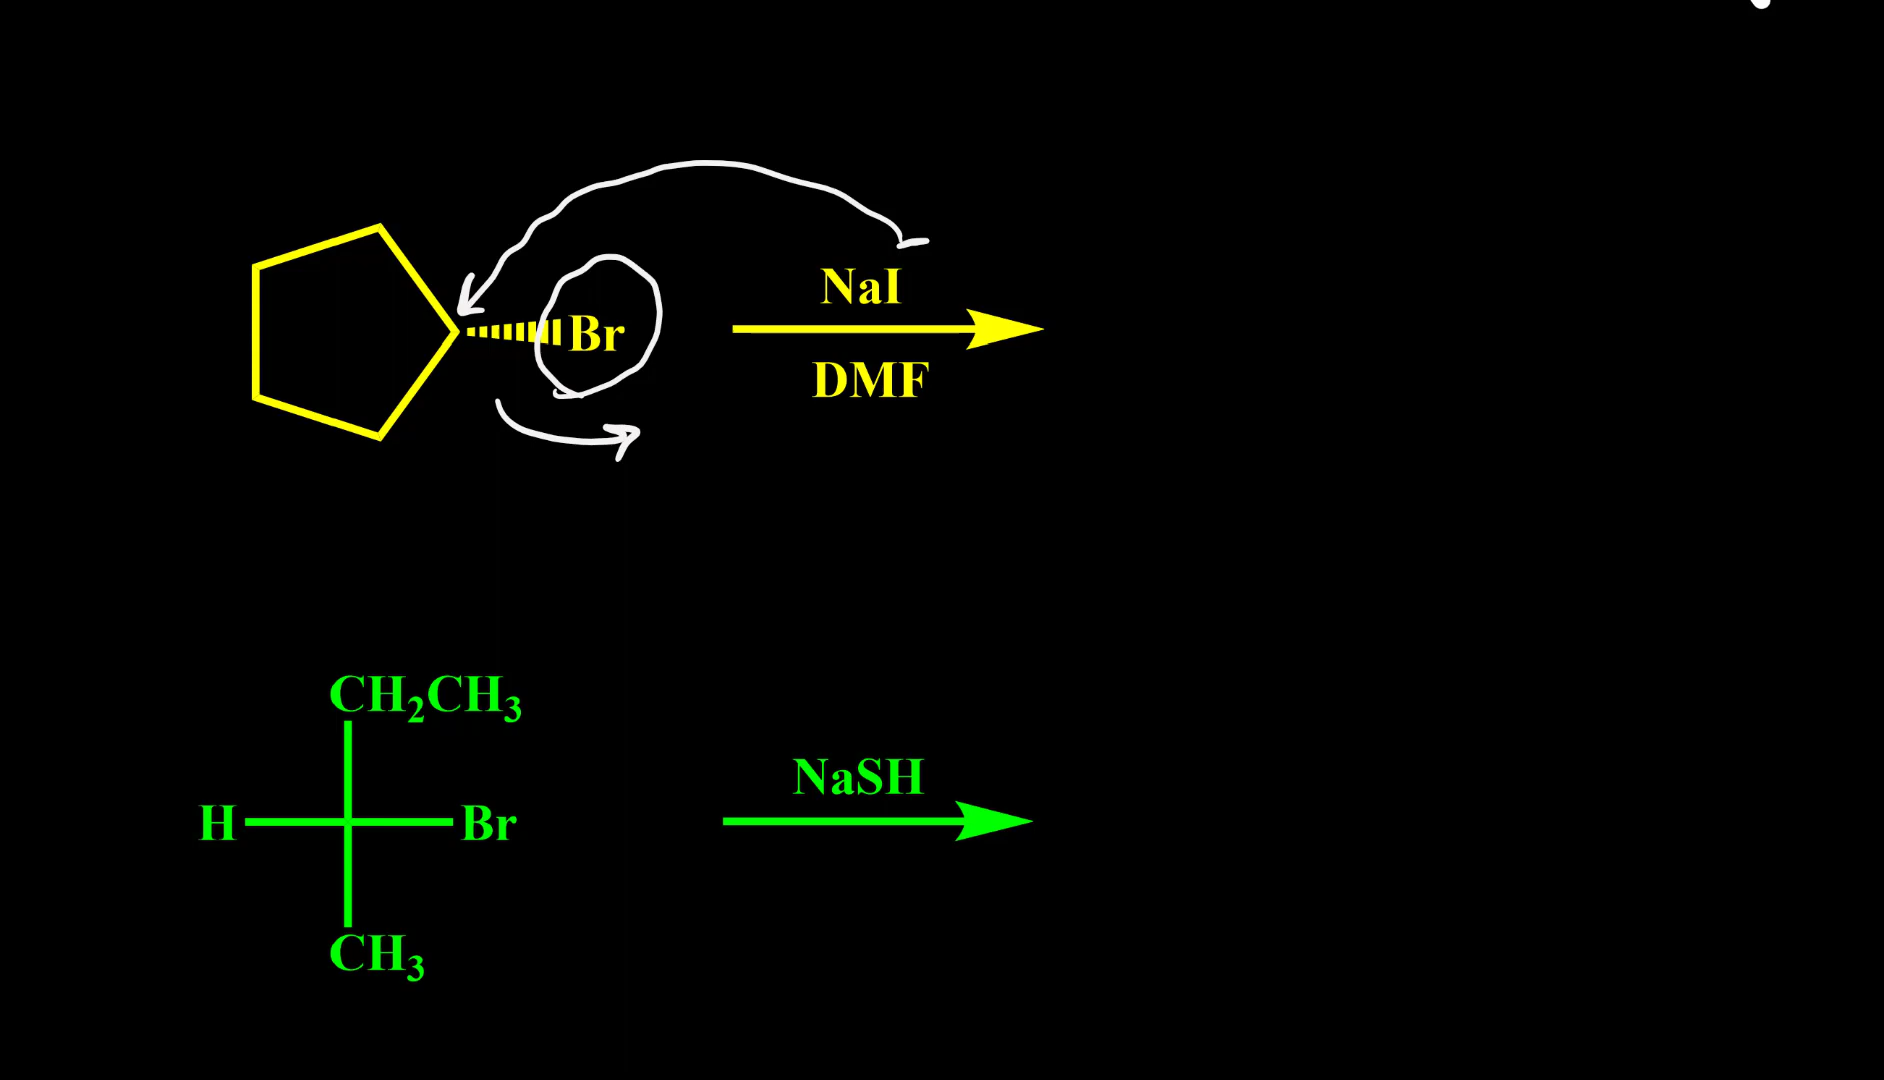 NaI
Br
DMF
CH₂CH₃
NaSH
H Br
CH₃